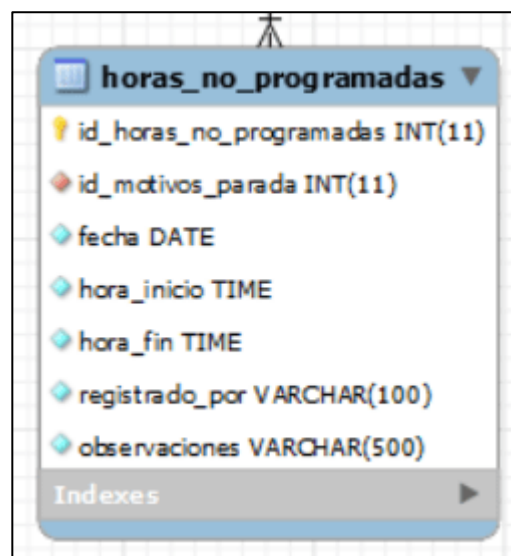 horas_no_programadas
id_horas_no_programadas INT(11)
id_motivos_parada INT(11)
fecha DATE
hora_inicio TIME
hora_fin TIME
registrado_por VARCHAR(100)
observaciones VARCHAR(500)
Indexes